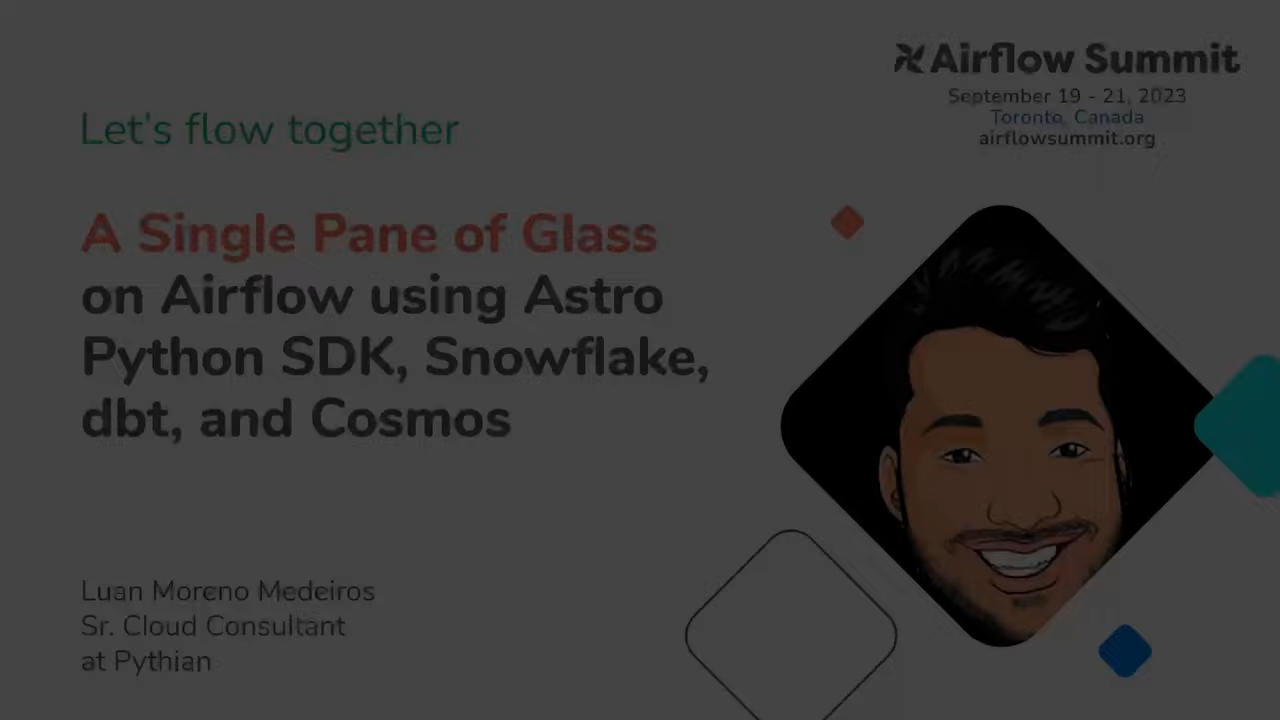 Airflow Summit
September 19 - 21, 2023
Toronto, Canada
airflowsummit.org
Let's flow together
A Single Pane of Glass
on Airflow using Astro
Python SDK, Snowflake,
dbt, and Cosmos
Luan Moreno Medeiros
Sr. Cloud Consultant
at Pythian